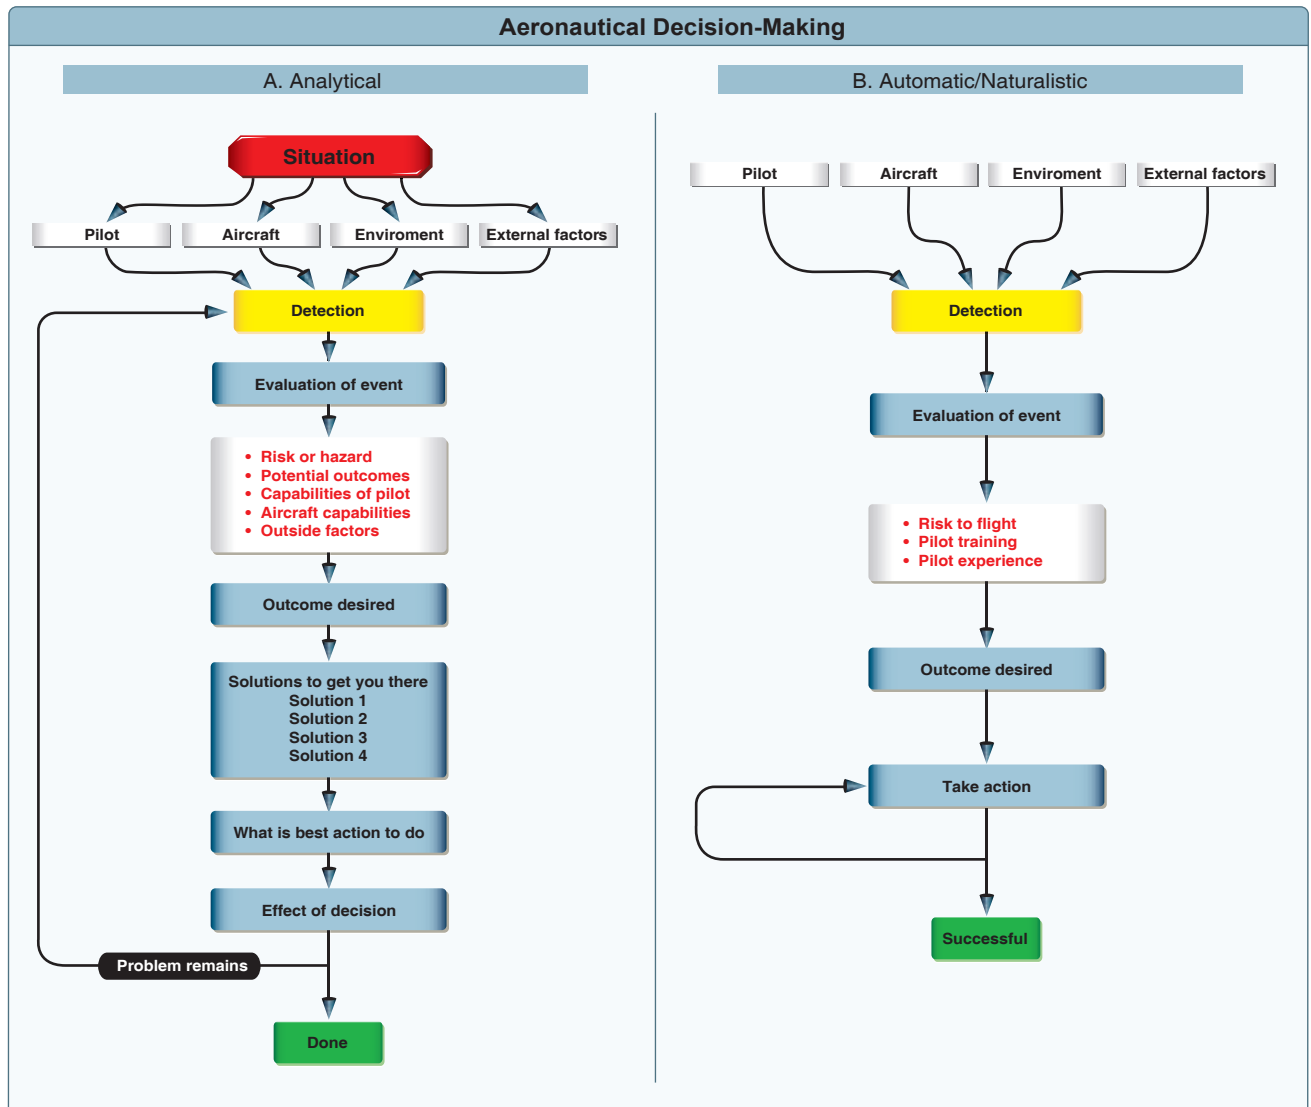 Aeronautical Decision-Making
A. Analytical
Situation
Pilot
Aircraft
Enviroment
External factors
Detection
Evaluation of event
• Risk or hazard
• Potential outcomes
• Capabilities of pilot
• Aircraft capabilities
• Outside factors
Outcome desired
Solutions to get you there
Solution 1
Solution 2
Solution 3
Solution 4
What is best action to do
Effect of decision
Problem remains
Done
B. Automatic/Naturalistic
Pilot
Aircraft
Enviroment
External factors
Detection
Evaluation of event
• Risk to flight
• Pilot training
• Pilot experience
Outcome desired
Take action
Successful